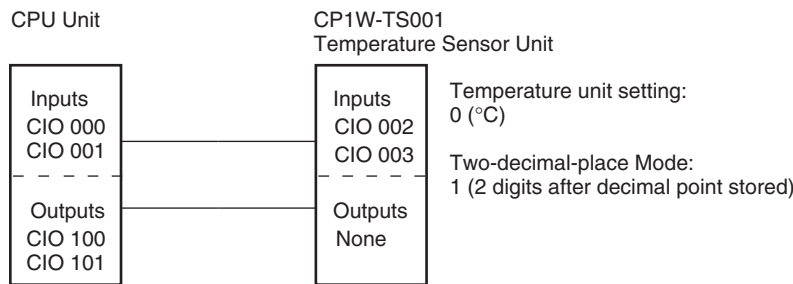 CPU Unit
CP1W-TS001
Temperature Sensor Unit
Inputs
CIO 000
CIO 001
Outputs
CIO 100
CIO 101
Inputs
CIO 002
CIO 003
Outputs
None
Temperature unit setting:
0 (°C)
Two-decimal-place Mode:
1 (2 digits after decimal point stored)